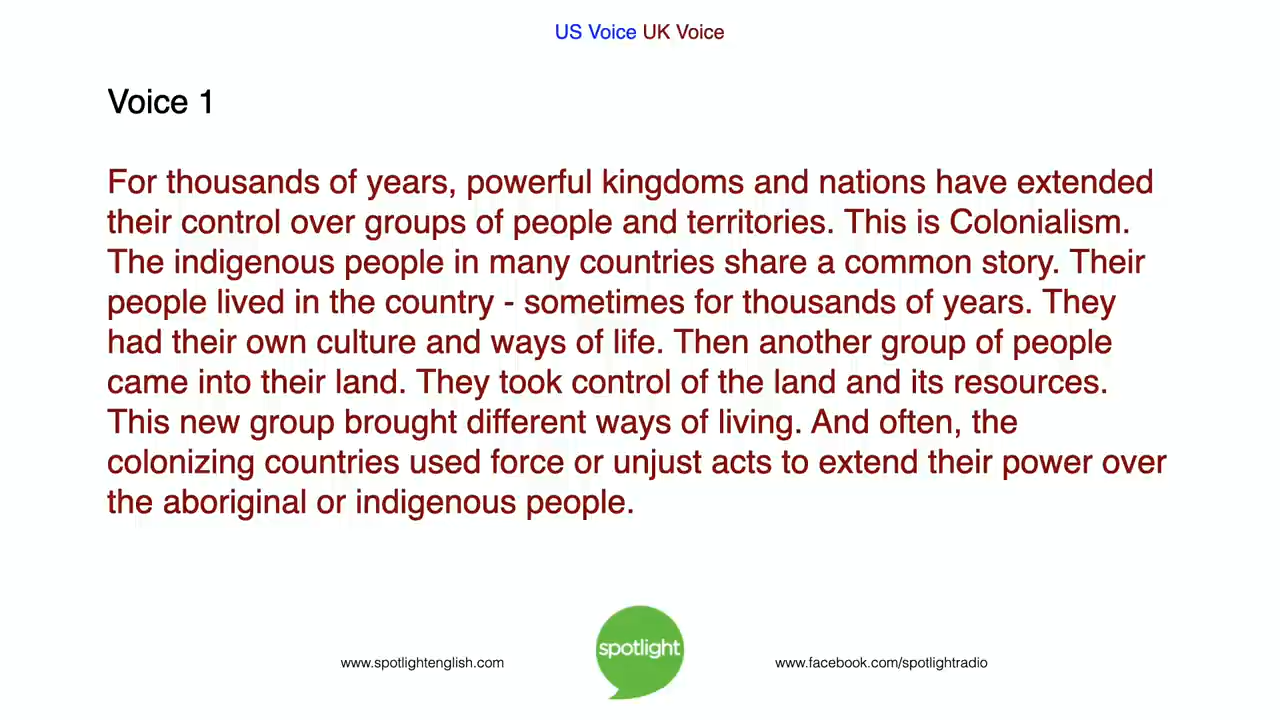 US Voice UK Voice
Voice 1
For thousands of years, powerful kingdoms and nations have extended
their control over groups of people and territories. This is Colonialism.
The indigenous people in many countries share a common story. Their
people lived in the country - sometimes for thousands of years. They
had their own culture and ways of life. Then another group of people
came into their land. They took control of the land and its resources.
This new group brought different ways of living. And often, the
colonizing countries used force or unjust acts to extend their power over
the aboriginal or indigenous people.
spotlight
www.spotlightenglish.com
www.facebook.com/spotlightradio